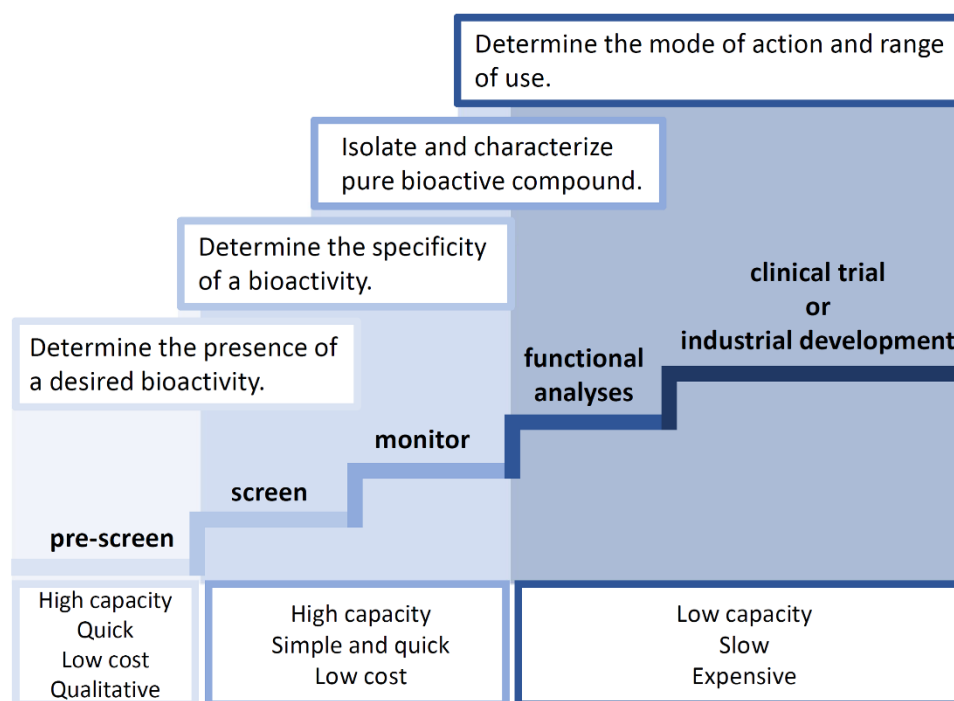 Determine the mode of action and range
of use.
Isolate and characterize
pure bioactive compound.
Determine the specificity
of a bioactivity.
Determine the presence of
a desired bioactivity.
clinical trial
or
industrial development
functional
analyses
monitor
screen
pre-screen
High capacity
Quick
Low cost
Qualitative
High capacity
Simple and quick
Low cost
Low capacity
Slow
Expensive